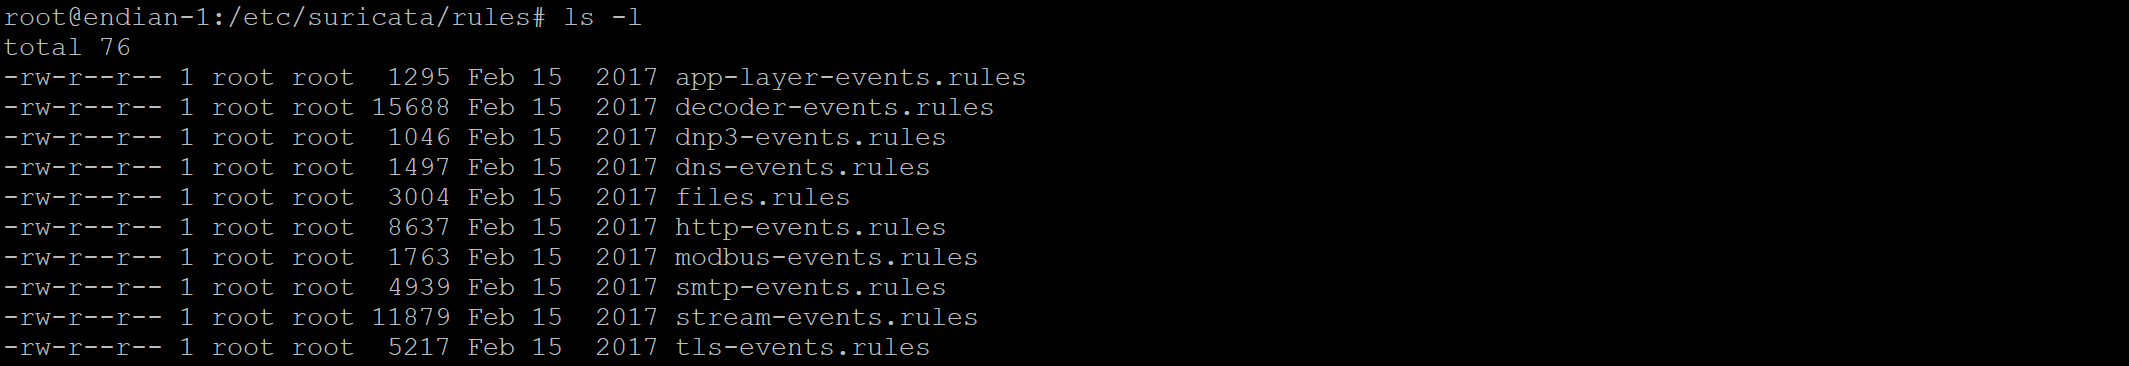 root@endian-1:/etc/suricata/rules# ls -l
total 76
-rw-r--r-- 1 root root  1295 Feb 15  2017 app-layer-events.rules
-rw-r--r-- 1 root root 15688 Feb 15  2017 decoder-events.rules
-rw-r--r-- 1 root root  1046 Feb 15  2017 dnp3-events.rules
-rw-r--r-- 1 root root  1497 Feb 15  2017 dns-events.rules
-rw-r--r-- 1 root root  3004 Feb 15  2017 files.rules
-rw-r--r-- 1 root root  8637 Feb 15  2017 http-events.rules
-rw-r--r-- 1 root root  1763 Feb 15  2017 modbus-events.rules
-rw-r--r-- 1 root root  4939 Feb 15  2017 smtp-events.rules
-rw-r--r-- 1 root root 11879 Feb 15  2017 stream-events.rules
-rw-r--r-- 1 root root  5217 Feb 15  2017 tls-events.rules